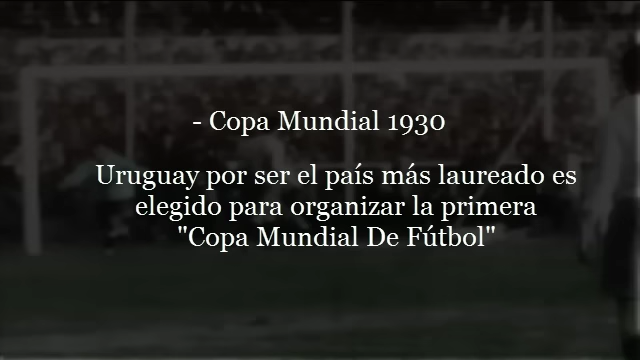 - Copa Mundial 1930
Uruguay por ser el país más laureado es
elegido para organizar la primera
"Copa Mundial De Fútbol"